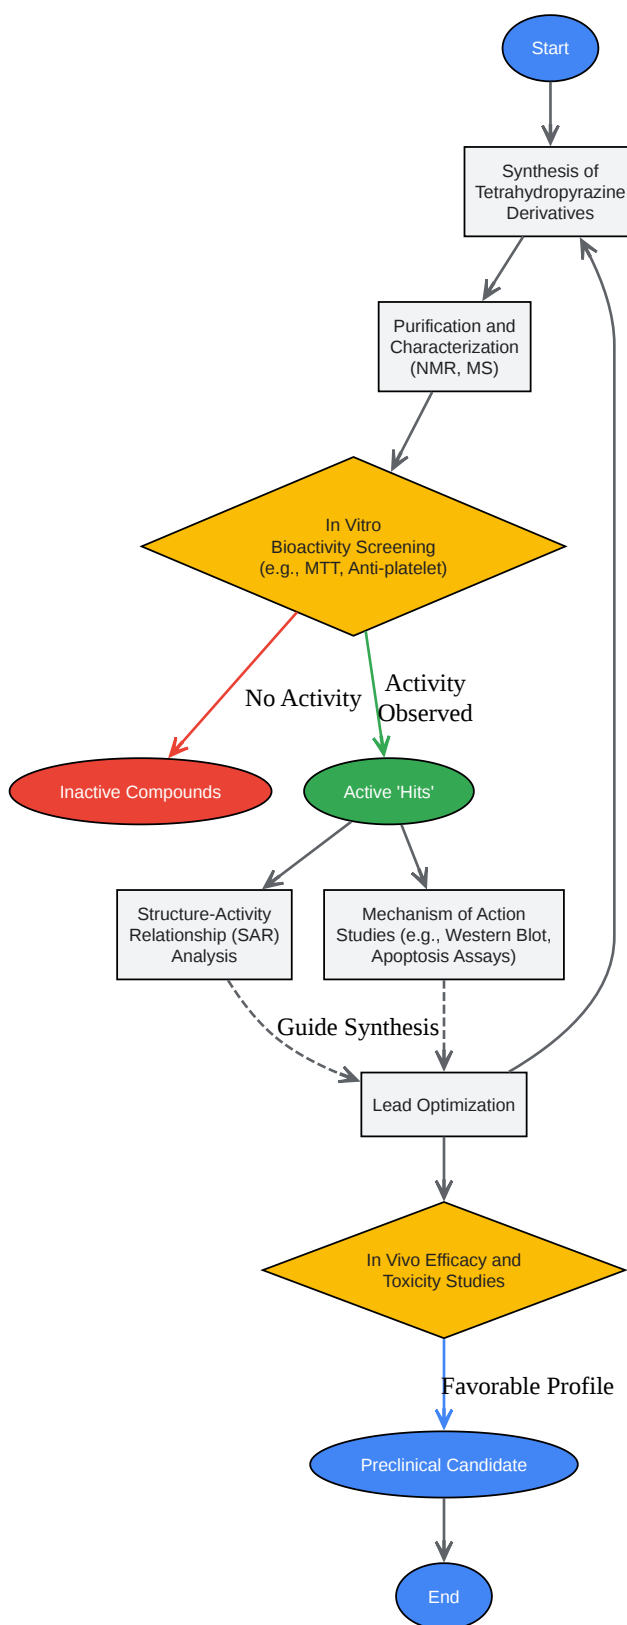 Start
Synthesis of
Tetrahydropyrazine
Derivatives
Purification and
Characterization
(NMR, MS)
In Vitro
Bioactivity Screening
(e.g., MTT, Anti-platelet)
No Activity
Activity
Observed
Inactive Compounds
Active 'Hits'
Structure-Activity
Relationship (SAR)
Analysis
Mechanism of Action
Studies (e.g., Western Blot,
Apoptosis Assays)
Guide Synthesis
Lead Optimization
In Vivo Efficacy and
Toxicity Studies
Favorable Profile
Preclinical Candidate
End